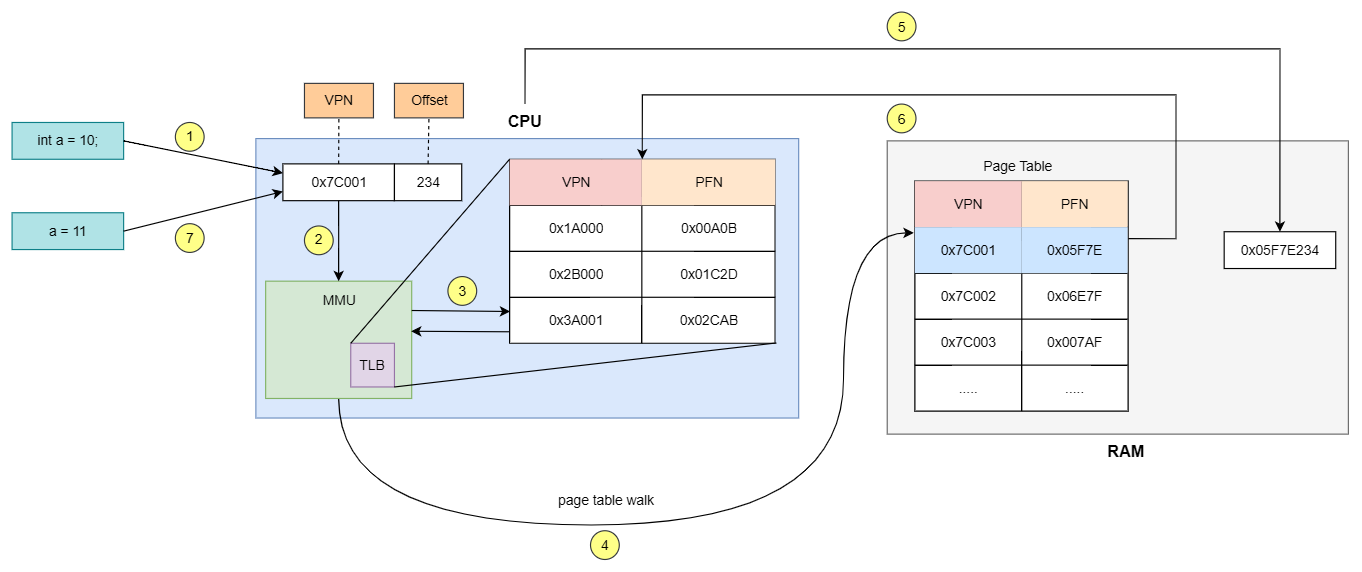 5
VPN
Offset
CPU
6
int a = 10;
1
0x7C001
234
VPN
PFN
Page Table
a = 11
7
2
0x1A000
0x00A0B
VPN
PFN
0x7C001
0x05F7E
0x05F7E234
MMU
3
0x2B000
0x01C2D
0x7C002
0x06E7F
0x3A001
0x02CAB
0x7C003
0x007AF
TLB
.....
.....
RAM
page table walk
4